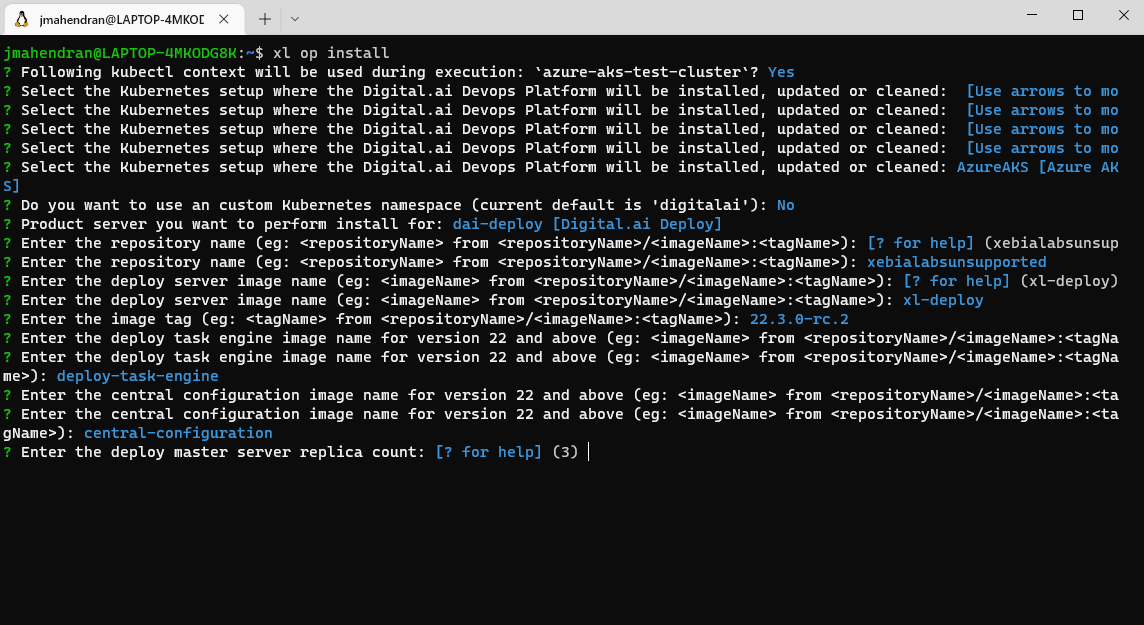 jmahendran@LAPTOP-4MKOD
jmahendran@LAPTOP-4MKODG8K:~$ xl op install
? Following kubectl context will be used during execution: `azure-aks-test-cluster`? Yes
? Select the Kubernetes setup where the Digital.ai Devops Platform will be installed, updated or cleaned:  [Use arrows to mo
? Select the Kubernetes setup where the Digital.ai Devops Platform will be installed, updated or cleaned:  [Use arrows to mo
? Select the Kubernetes setup where the Digital.ai Devops Platform will be installed, updated or cleaned:  [Use arrows to mo
? Select the Kubernetes setup where the Digital.ai Devops Platform will be installed, updated or cleaned:  [Use arrows to mo
? Select the Kubernetes setup where the Digital.ai Devops Platform will be installed, updated or cleaned: AzureAKS [Azure AK
S]
? Do you want to use an custom Kubernetes namespace (current default is 'digitalai'): No
? Product server you want to perform install for: dai-deploy [Digital.ai Deploy]
? Enter the repository name (eg: <repositoryName> from <repositoryName>/<imageName>:<tagName>): [? for help] (xebialabsunsup
? Enter the repository name (eg: <repositoryName> from <repositoryName>/<imageName>:<tagName>): xebialabsunsupported
? Enter the deploy server image name (eg: <imageName> from <repositoryName>/<imageName>:<tagName>): [? for help] (xl-deploy)
? Enter the deploy server image name (eg: <imageName> from <repositoryName>/<imageName>:<tagName>): xl-deploy
? Enter the image tag (eg: <tagName> from <repositoryName>/<imageName>:<tagName>): 22.3.0-rc.2
? Enter the deploy task engine image name for version 22 and above (eg: <imageName> from <repositoryName>/<imageName>:<tagNa
? Enter the deploy task engine image name for version 22 and above (eg: <imageName> from <repositoryName>/<imageName>:<tagNa
me>): deploy-task-engine
? Enter the central configuration image name for version 22 and above (eg: <imageName> from <repositoryName>/<imageName>:<ta
? Enter the central configuration image name for version 22 and above (eg: <imageName> from <repositoryName>/<imageName>:<ta
gName>): central-configuration
? Enter the deploy master server replica count: [? for help] (3)